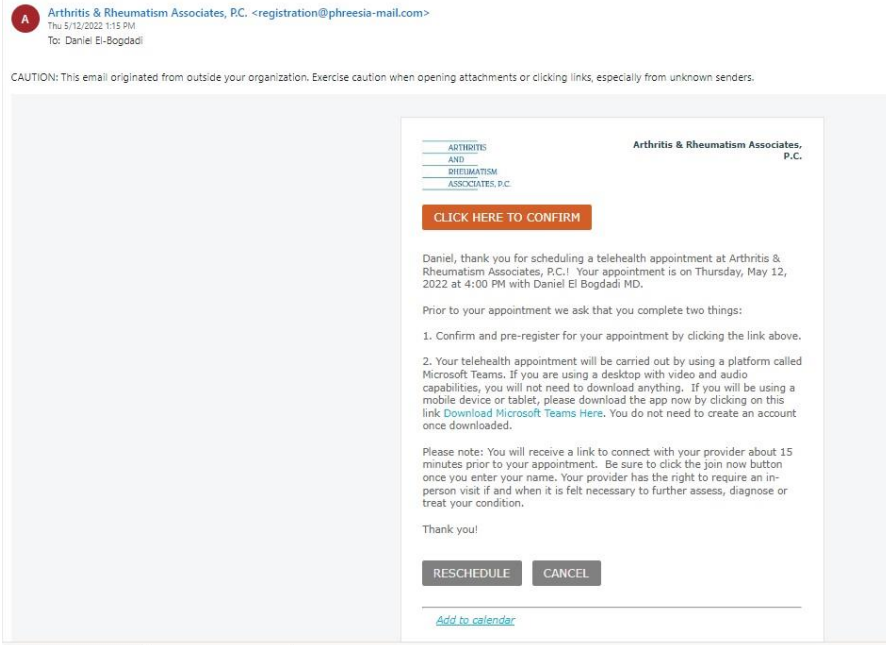 A
Arthritis & Rheumatism Associates, P.C. <registration@phreesia-mail.com>
Thu 5/12/2022 1:15 PM
To: Daniel El-Bogdadi
CAUTION: This email originated from outside your organization. Exercise caution when opening attachments or clicking links, especially from unknown senders.
ARTHRITIS
AND
RHEUMATISM
ASSOCIATES, P.C.
Arthritis & Rheumatism Associates,
P.C.
CLICK HERE TO CONFIRM
Daniel, thank you for scheduling a telehealth appointment at Arthritis &
Rheumatism Associates, P.C.! Your appointment is on Thursday, May 12,
2022 at 4:00 PM with Daniel El Bogdadi MD.
Prior to your appointment we ask that you complete two things:
1. Confirm and pre-register for your appointment by clicking the link above.
2. Your telehealth appointment will be carried out by using a platform called
Microsoft Teams. If you are using a desktop with video and audio
capabilities, you will not need to download anything. If you will be using a
mobile device or tablet, please download the app now by clicking on this
link Download Microsoft Teams Here. You do not need to create an account
once downloaded.
Please note: You will receive a link to connect with your provider about 15
minutes prior to your appointment. Be sure to click the join now button
once you enter your name. Your provider has the right to require an in-
person visit if and when it is felt necessary to further assess, diagnose or
treat your condition.
Thank you!
RESCHEDULE
CANCEL
Add to calendar